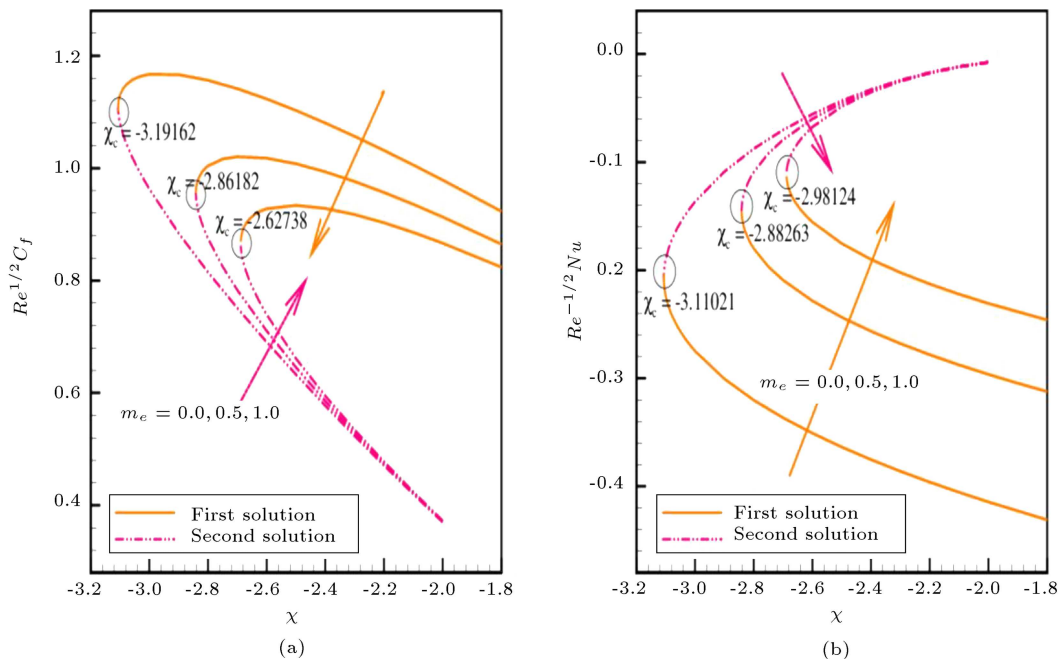 1.2
1.0
0.8
0.6
0.4
Re^{1/2}C_f
χ_c = -3.19162
χ_c = -2.86182
χ_c = -2.62738
m_e = 0.0, 0.5, 1.0
First solution
Second solution
-3.2 -3.0 -2.8 -2.6 -2.4 -2.2 -2.0 -1.8
χ
(a)
0.0
-0.1
0.2
-0.3
-0.4
Re^{-1/2}Nu
χ_c = -2.98124
χ_c = -2.88263
χ_c = -3.11021
m_e = 0.0, 0.5, 1.0
First solution
Second solution
-3.2 -3.0 -2.8 -2.6 -2.4 -2.2 -2.0 -1.8
χ
(b)